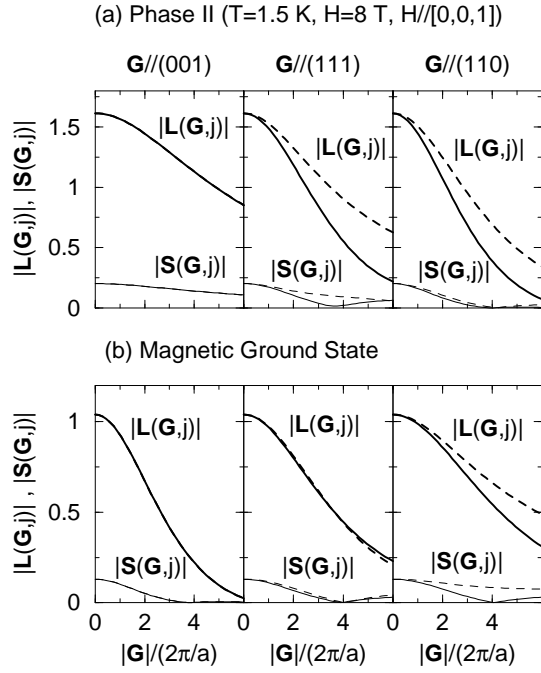 (a) Phase II (T=1.5 K, H=8 T, H//[0,0,1])
G//(001) G//(111) G//(110)
|L(G,j)|, |S(G,j)|
1.5
1
0.5
0
|L(G,j)| |L(G,j)| |L(G,j)|
|S(G,j)| |S(G,j)| |S(G,j)|
(b) Magnetic Ground State
|L(G,j)| , |S(G,j)|
1
0.5
0
|L(G,j)| |L(G,j)| |L(G,j)|
|S(G,j)| |S(G,j)| |S(G,j)|
0 2 4 0 2 4 0 2 4
|G|/(2π/a) |G|/(2π/a) |G|/(2π/a)